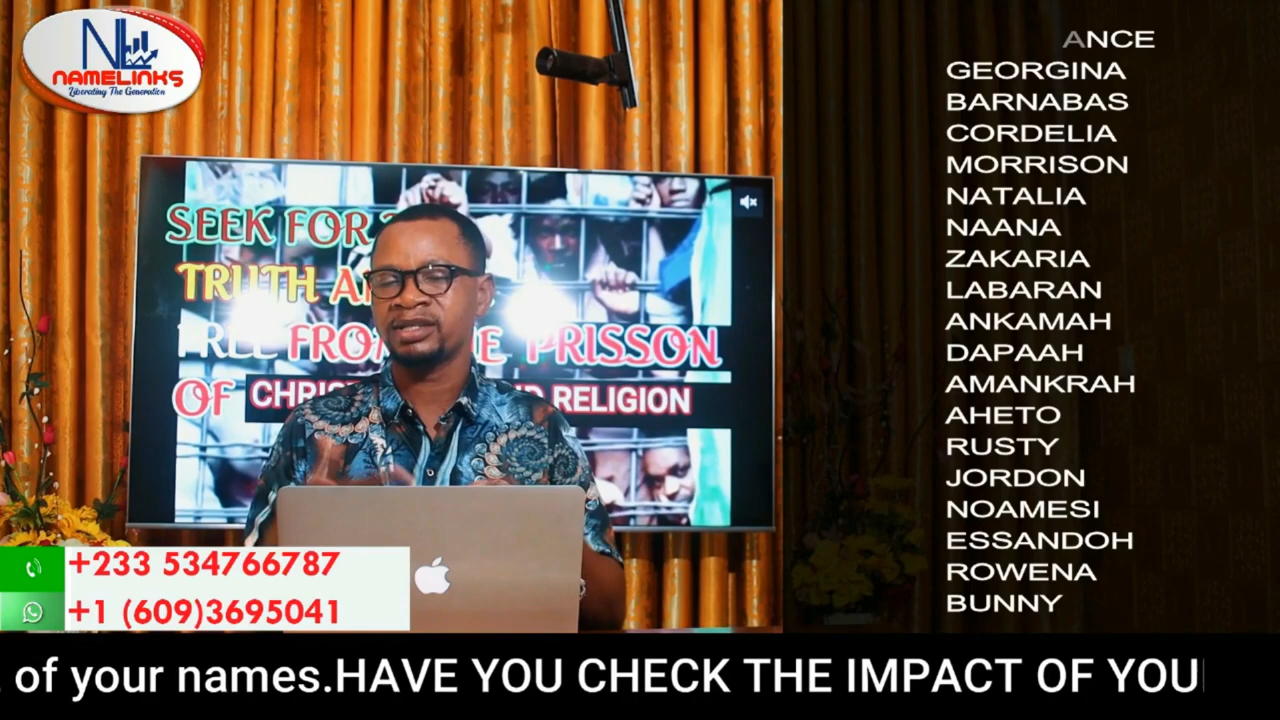 NL
NAMELINKS
Liberating The Generation
SEEK FOR
TRUTH
FREE FROM PRISSON
OF RELIGION
+233 534766787
+1 (609)3695041
ANCE
GEORGINA
BARNABAS
CORDELIA
MORRISON
NATALIA
NAANA
ZAKARIA
LABARAN
ANKAMAH
DAPAAH
AMANKRAH
AHETO
RUSTY
JORDON
NOAMESI
ESSANDOH
ROWENA
BUNNY
of your names.HAVE YOU CHECK THE IMPACT OF YOU